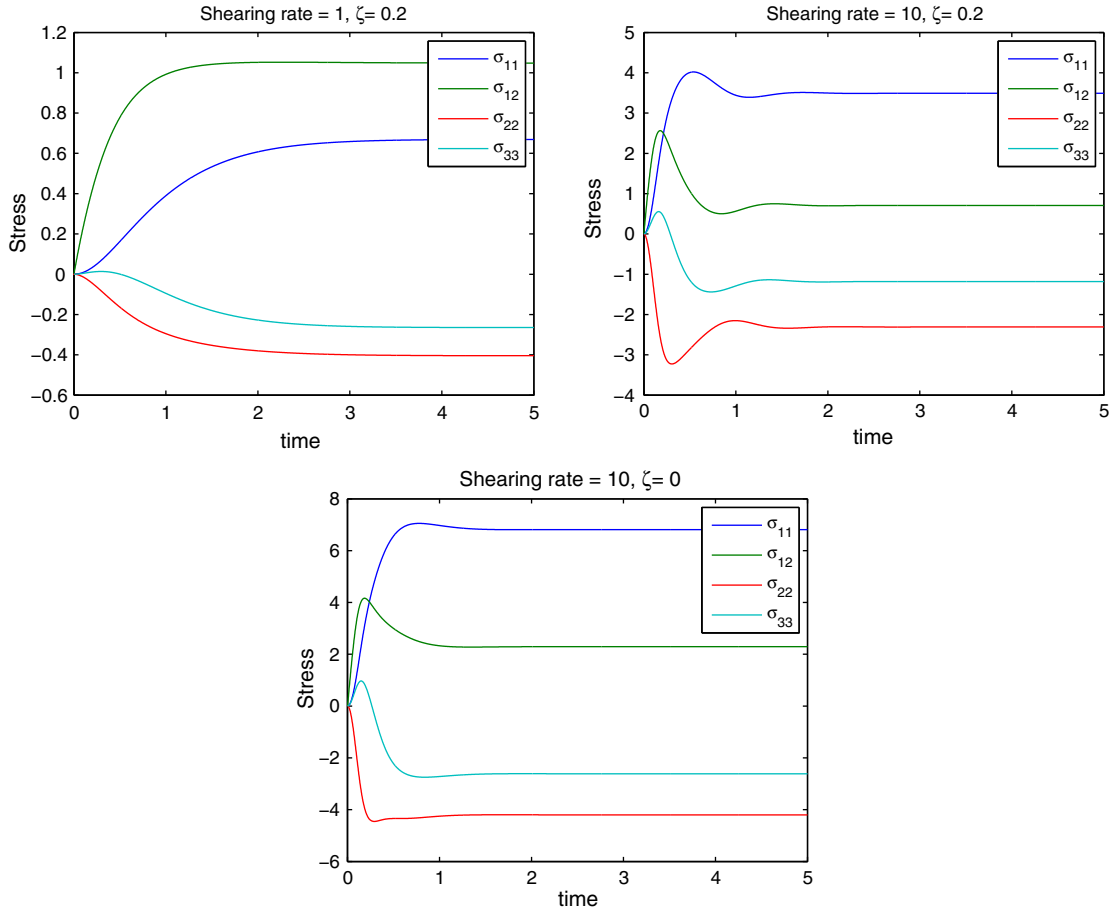 Shearing rate = 1, ζ= 0.2
1.2
1
0.8
0.6
0.4
0.2
0
−0.2
−0.4
−0.6
Stress
0 1 2 3 4 5
time
σ11
σ12
σ22
σ33
Shearing rate = 10, ζ= 0.2
5
4
3
2
1
0
−1
−2
−3
−4
Stress
0 1 2 3 4 5
time
σ11
σ12
σ22
σ33
Shearing rate = 10, ζ= 0
8
6
4
2
0
−2
−4
−6
Stress
0 1 2 3 4 5
time
σ11
σ12
σ22
σ33